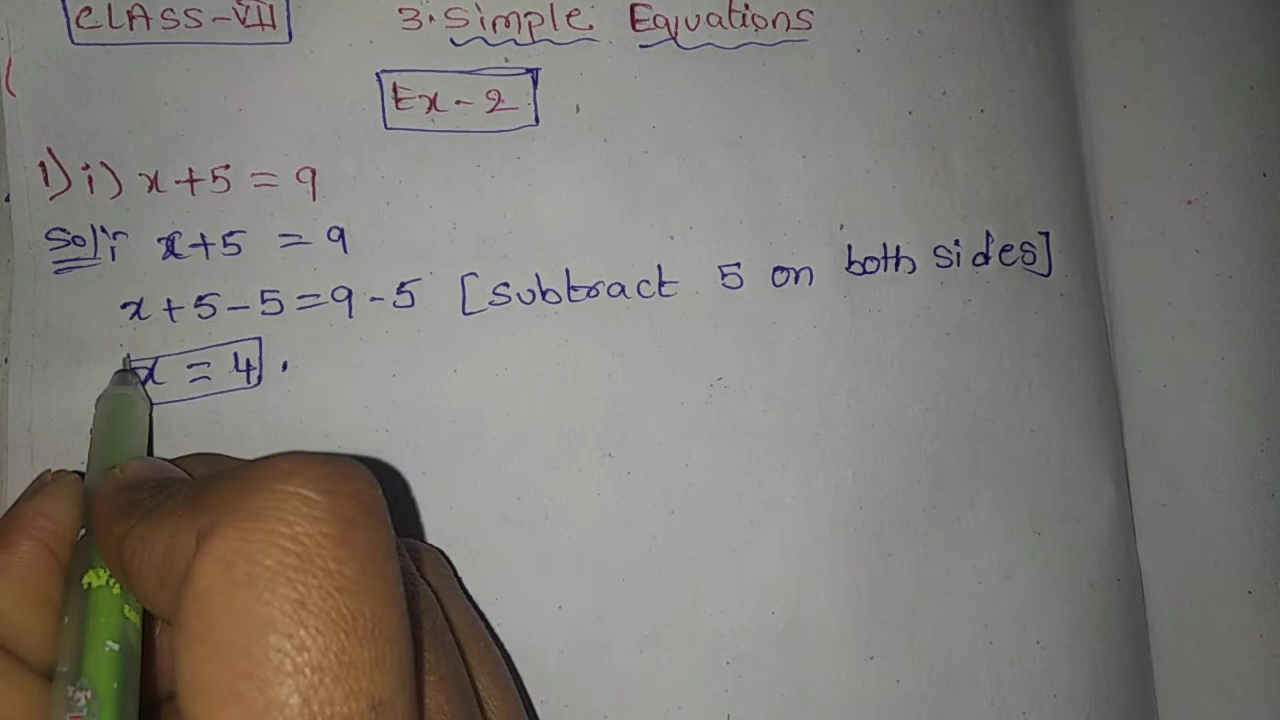 CLASS-VII 3. Simple Equations
Ex-2
1) i) x+5=9
Sol: x+5 = 9
x+5-5=9-5 [Subtract 5 on both sides]
x = 4.